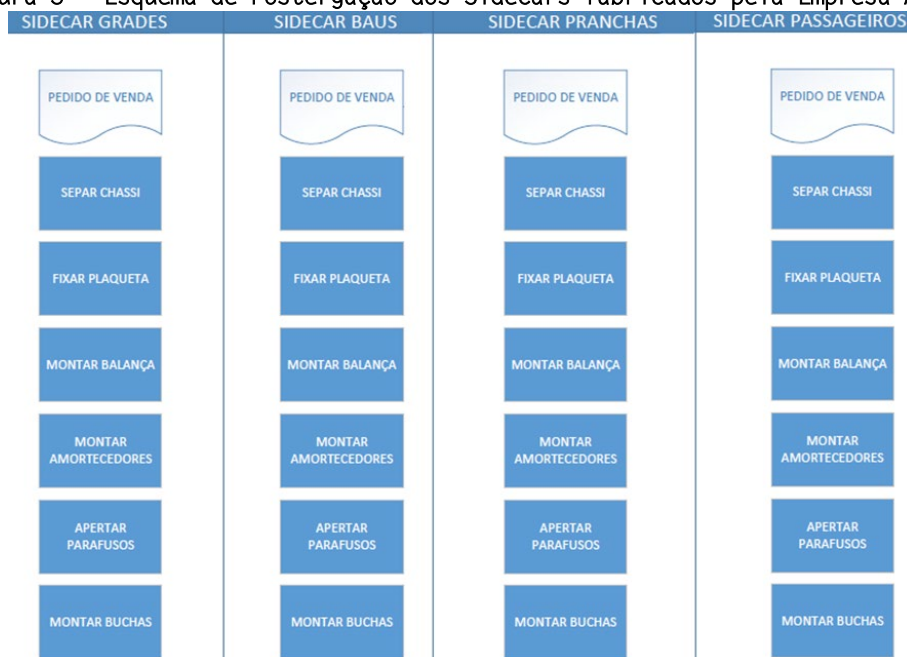 Esquema de Postergação dos Sidecars fabricados pela Empresa
SIDECAR GRADES SIDECAR BAUS SIDECAR PRANCHAS SIDECAR PASSAGEIROS
PEDIDO DE VENDA PEDIDO DE VENDA PEDIDO DE VENDA PEDIDO DE VENDA
SEPAR CHASSI SEPAR CHASSI SEPAR CHASSI SEPAR CHASSI
FIXAR PLAQUETA FIXAR PLAQUETA FIXAR PLAQUETA FIXAR PLAQUETA
MONTAR BALANÇA MONTAR BALANÇA MONTAR BALANÇA MONTAR BALANÇA
MONTAR MONTAR MONTAR MONTAR
AMORTECEDORES AMORTECEDORES AMORTECEDORES AMORTECEDORES
APERTAR APERTAR APERTAR APERTAR
PARAFUSOS PARAFUSOS PARAFUSOS PARAFUSOS
MONTAR BUCHAS MONTAR BUCHAS MONTAR BUCHAS MONTAR BUCHAS